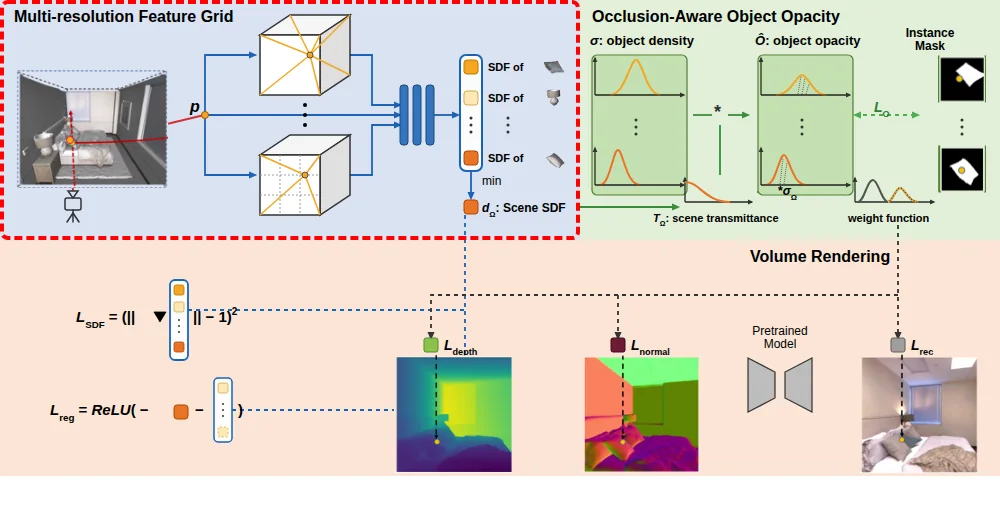 Multi-resolution Feature Grid
p
SDF of
SDF of
SDF of
min
dΩ: Scene SDF
Occlusion-Aware Object Opacity
σ: object density
Ô: object opacity
Instance
Mask
*
LO
*σΩ
TΩ: scene transmittance
weight function
Volume Rendering
LSDF = (|| ▼ || − 1)2
Lreg = ReLU( − − )
Ldepth
Lnormal
Pretrained
Model
Lrec